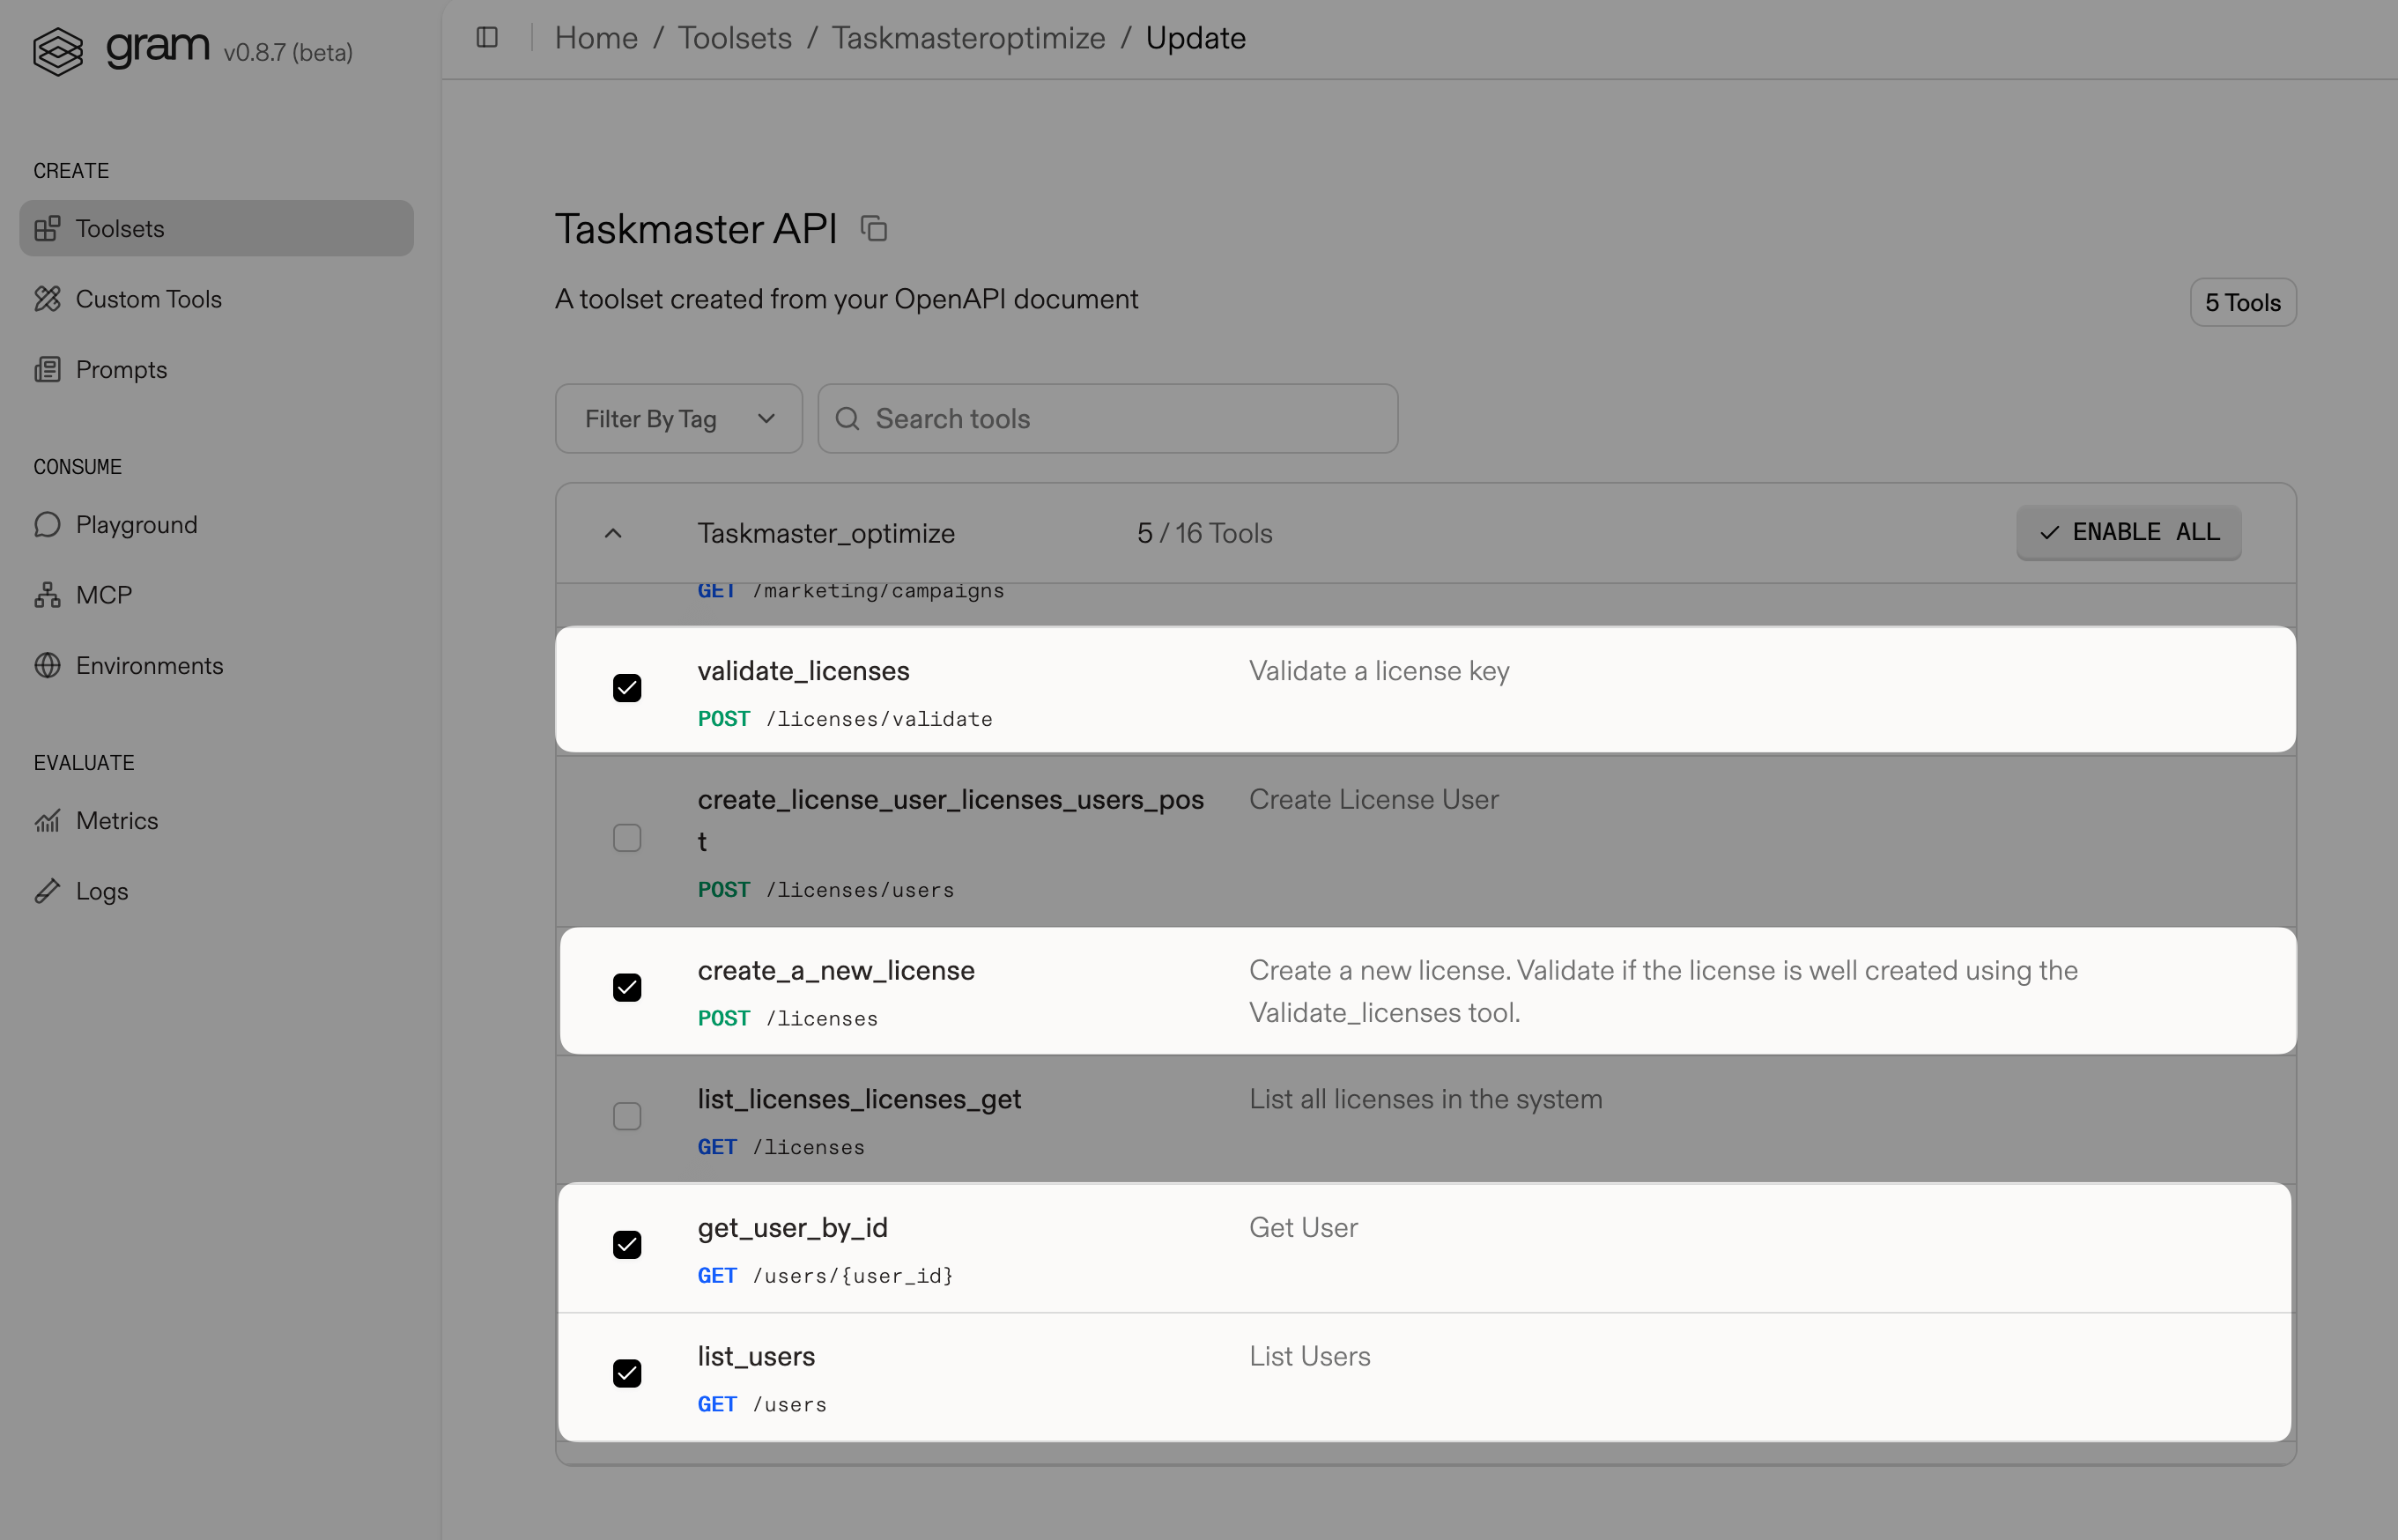 gram v0.8.7 (beta)
CREATE
Toolsets
Custom Tools
Prompts
CONSUME
Playground
MCP
Environments
EVALUATE
Metrics
Logs
Home / Toolsets / Taskmasteroptimize / Update
Taskmaster API
A toolset created from your OpenAPI document
5 Tools
Filter By Tag
Search tools
Taskmaster_optimize
5 / 16 Tools
ENABLE ALL
GET /marketing/campaigns
validate_licenses
Validate a license key
POST /licenses/validate
create_license_user_licenses_users_pos
t
Create License User
POST /licenses/users
create_a_new_license
Create a new license. Validate if the license is well created using the
Validate_licenses tool.
POST /licenses
list_licenses_licenses_get
List all licenses in the system
GET /licenses
get_user_by_id
Get User
GET /users/{user_id}
list_users
List Users
GET /users